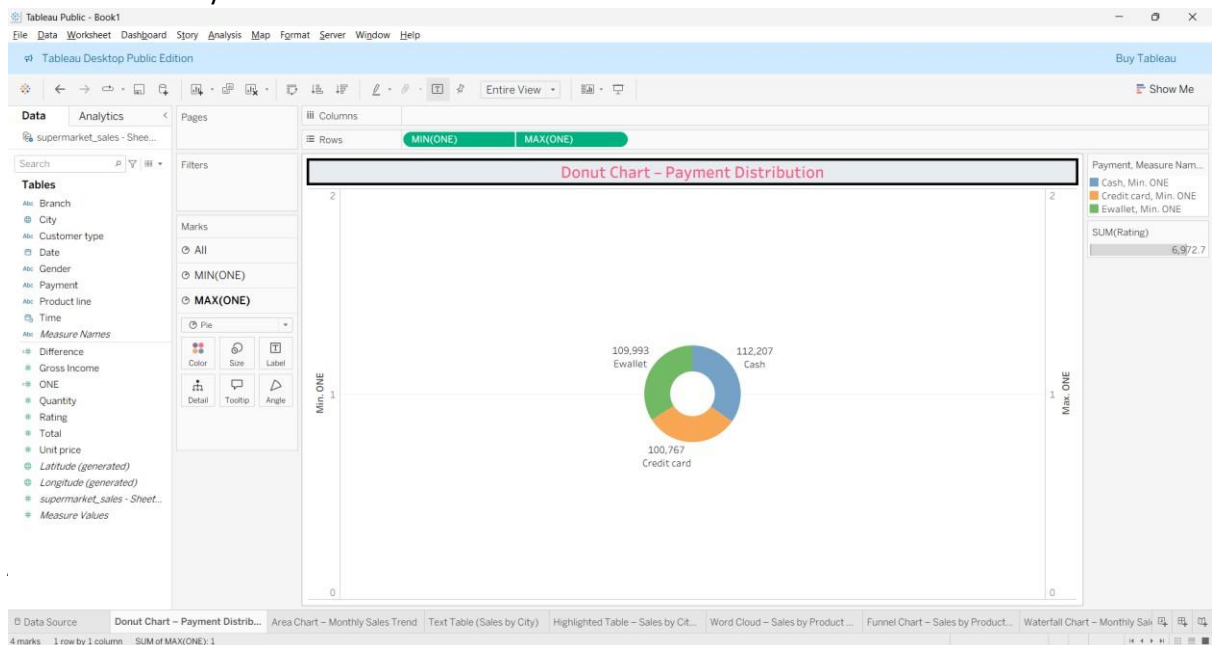 Tableau Public - Book1
File Data Worksheet Dashboard Story Analysis Map Format Server Window Help
Tableau Desktop Public Edition Buy Tableau
Entire View Show Me
Data Analytics Pages Columns
supermarket_sales - Shee... Rows MIN(ONE) MAX(ONE)
Search
Filters
Donut Chart – Payment Distribution
Payment, Measure Nam...
Cash, Min. ONE
Credit card, Min. ONE
Ewallet, Min. ONE
SUM(Rating)
6,972.7
Tables
Abc Branch
City
Abc Customer type
Date
Abc Gender
Abc Payment
Abc Product line
Time
Abc Measure Names
Difference
Gross Income
ONE
Quantity
Rating
Total
Unit price
Latitude (generated)
Longitude (generated)
supermarket_sales - Sheet...
Measure Values
Marks
All
MIN(ONE)
MAX(ONE)
Pie
Color Size Label
Detail Tooltip Angle
2 2
109,993 112,207
Ewallet Cash
Min. ONE 1 1 Max. ONE
100,767
Credit card
0 0
Data Source Donut Chart – Payment Distrib... Area Chart – Monthly Sales Trend Text Table (Sales by City) Highlighted Table – Sales by Cit... Word Cloud – Sales by Product ... Funnel Chart – Sales by Product... Waterfall Chart – Monthly Sal
4 marks 1 row by 1 column SUM of MAX(ONE): 1